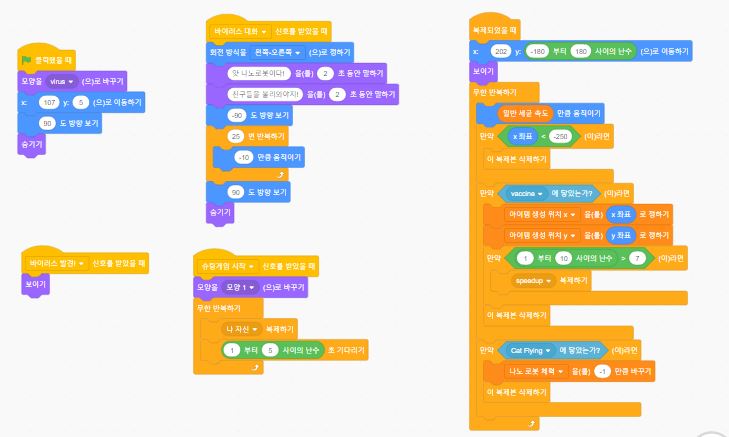 클릭했을 때
모양을 virus (으)로 바꾸기
x: 107 y: 5 (으)로 이동하기
90 도 방향 보기
숨기기
바이러스 발견! 신호를 받았을 때
보이기
바이러스 대화 신호를 받았을 때
회전 방식을 왼쪽-오른쪽 (으)로 정하기
앗 나노로봇이다! 을(를) 2 초 동안 말하기
친구들을 불러와야지! 을(를) 2 초 동안 말하기
-90 도 방향 보기
25 번 반복하기
-10 만큼 움직이기
90 도 방향 보기
숨기기
슈팅게임 시작 신호를 받았을 때
모양을 모양 1 (으)로 바꾸기
무한 반복하기
나 자신 복제하기
1 부터 5 사이의 난수 초 기다리기
복제되었을 때
x: 202 y: -180 부터 180 사이의 난수 (으)로 이동하기
보이기
무한 반복하기
일반 세균 속도 만큼 움직이기
만약 x 좌표 < -250 (이)라면
이 복제본 삭제하기
만약 vaccine 에 닿았는가? (이)라면
아이템 생성 위치 x 을(를) x 좌표 로 정하기
아이템 생성 위치 y 을(를) y 좌표 로 정하기
만약 1 부터 10 사이의 난수 > 7 (이)라면
speedup 복제하기
이 복제본 삭제하기
만약 Cat Flying 에 닿았는가? (이)라면
나노 로봇 체력 을(를) -1 만큼 바꾸기
이 복제본 삭제하기